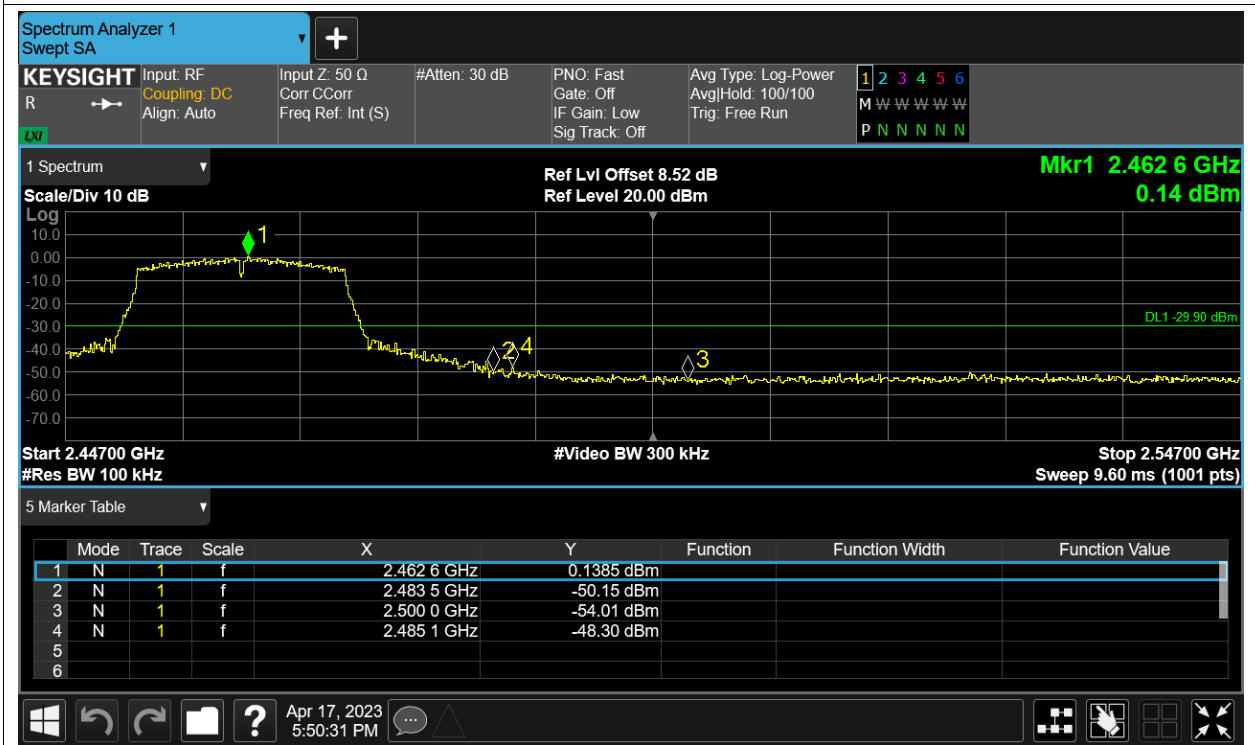 Spectrum Analyzer 1
Swept SA
+
KEYSIGHT
R
LXI
Input: RF
Coupling: DC
Align: Auto
Input Z: 50 Ω
Corr CCorr
Freq Ref: Int (S)
#Atten: 30 dB
PNO: Fast
Gate: Off
IF Gain: Low
Sig Track: Off
Avg Type: Log-Power
Avg|Hold: 100/100
Trig: Free Run
1 2 3 4 5 6
M W W W W W
P N N N N N
1 Spectrum
Scale/Div 10 dB
Ref Lvl Offset 8.52 dB
Ref Level 20.00 dBm
Mkr1 2.462 6 GHz
0.14 dBm
Log
10.0
0.00
-10.0
-20.0
-30.0
-40.0
-50.0
-60.0
-70.0
1
2 4
3
DL1 -29.90 dBm
Start 2.44700 GHz
#Video BW 300 kHz
Stop 2.54700 GHz
#Res BW 100 kHz
Sweep 9.60 ms (1001 pts)
5 Marker Table
Mode Trace Scale X Y Function Function Width Function Value
1 N 1 f 2.462 6 GHz 0.1385 dBm
2 N 1 f 2.483 5 GHz -50.15 dBm
3 N 1 f 2.500 0 GHz -54.01 dBm
4 N 1 f 2.485 1 GHz -48.30 dBm
5
6
?
Apr 17, 2023
5:50:31 PM